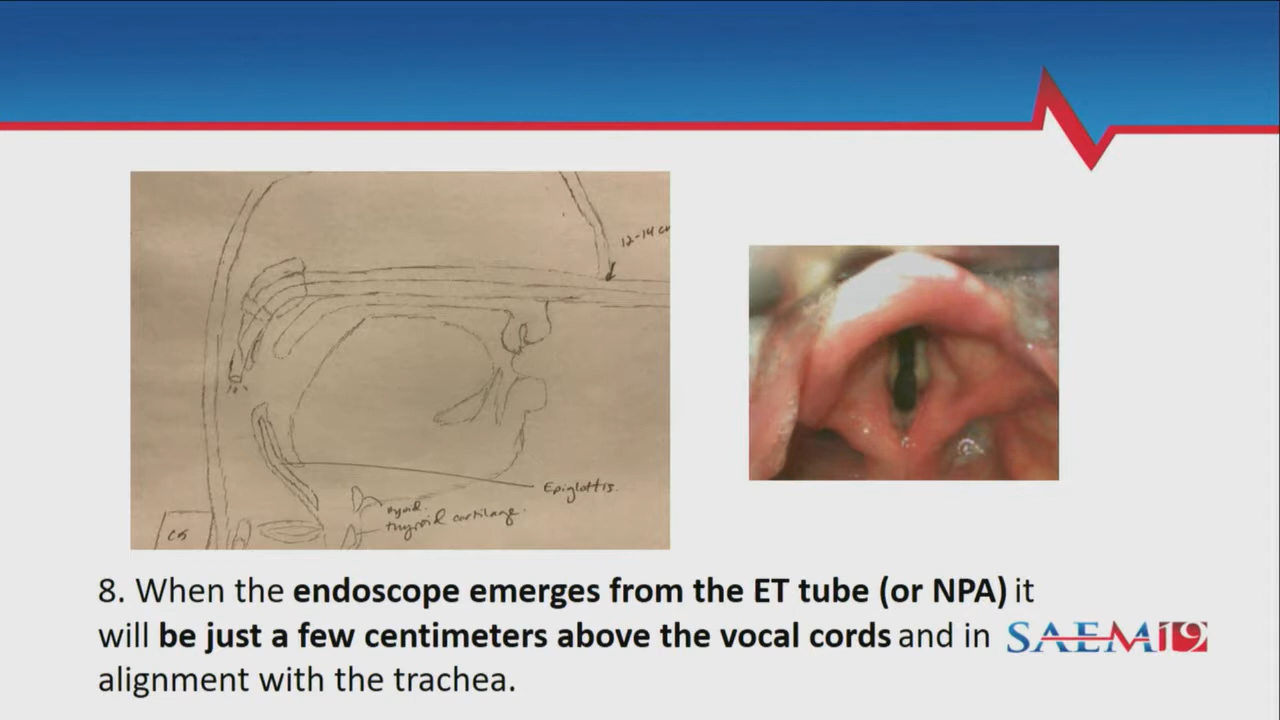 12-14 cm
Epiglottis.
hyoid.
thyroid cartilage.
C5
8. When the endoscope emerges from the ET tube (or NPA) it
will be just a few centimeters above the vocal cords and in
alignment with the trachea.
SAEM19